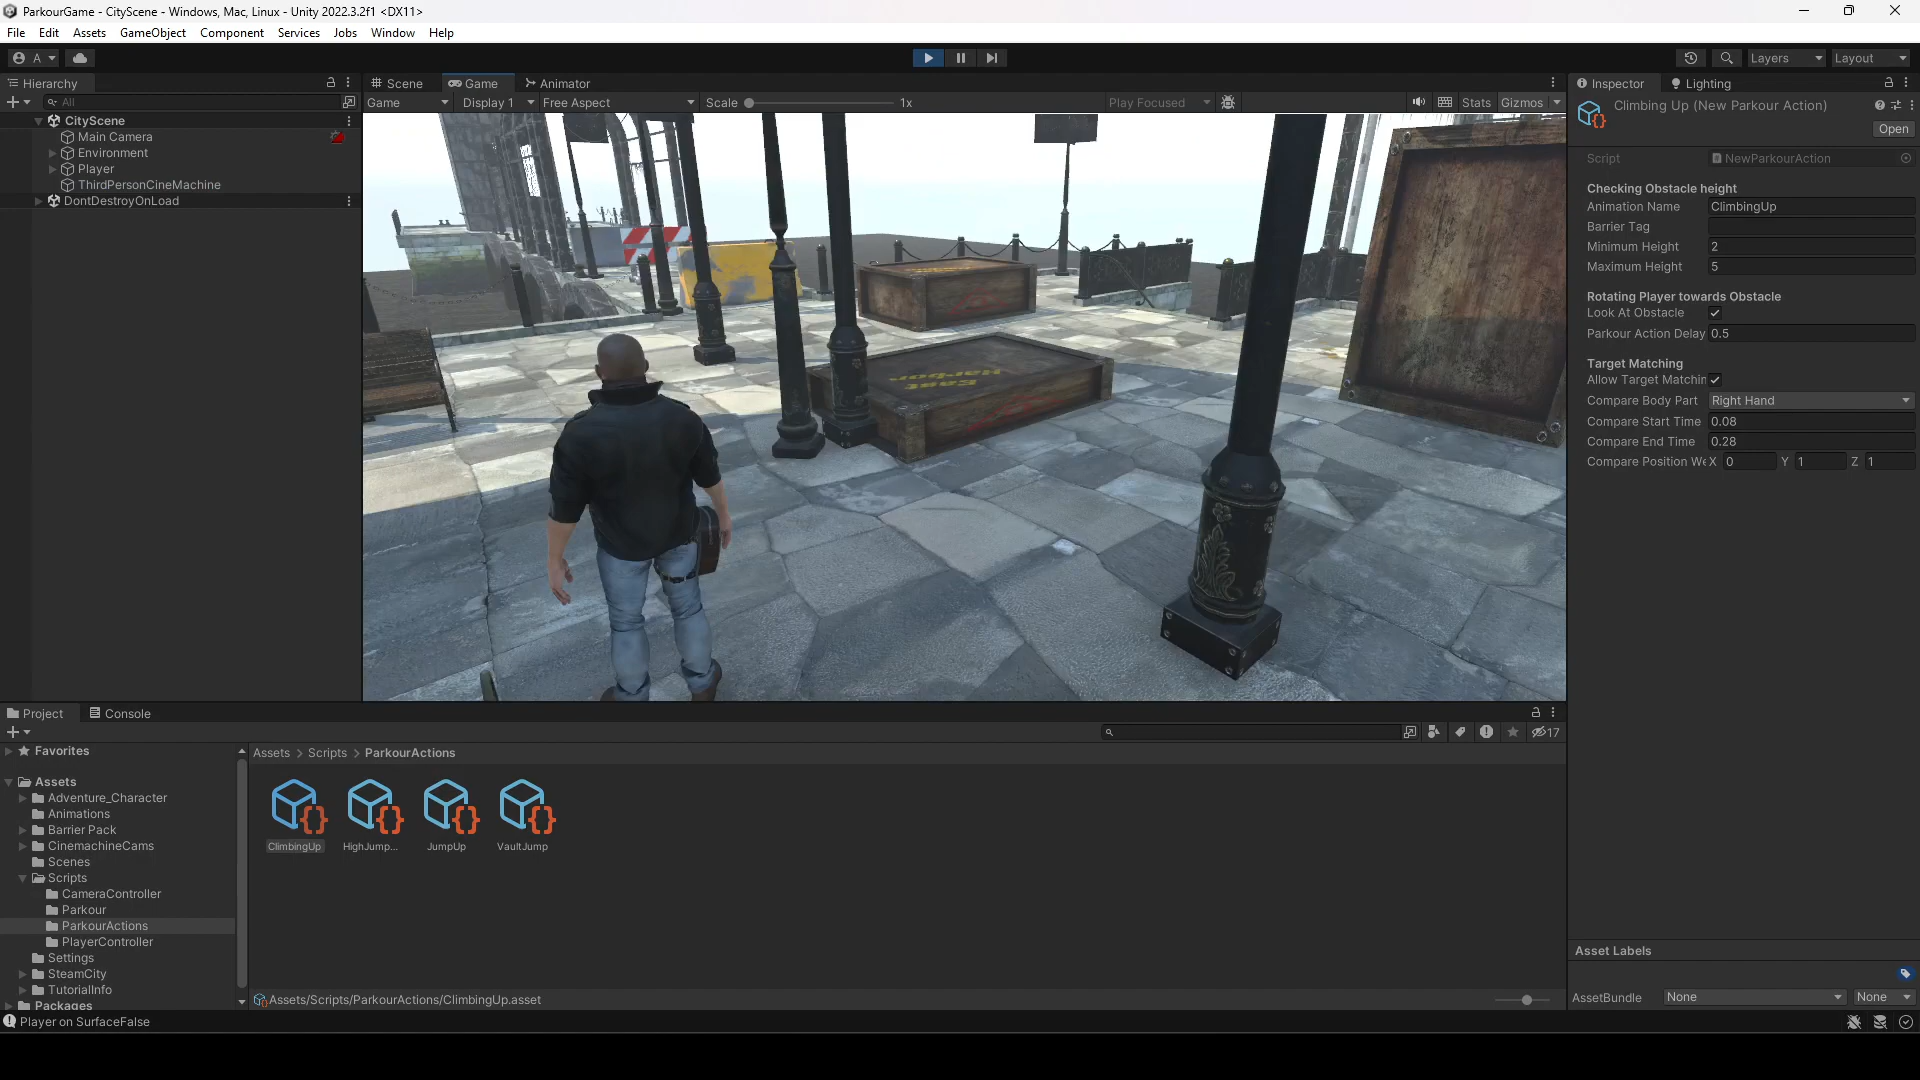 ParkourGame - CityScene - Windows, Mac, Linux - Unity 2022.3.2f1 <DX11>
File Edit Assets GameObject Component Services Jobs Window Help
A Layers Layout
Hierarchy
All
CityScene
Main Camera
Environment
Player
ThirdPersonCineMachine
DontDestroyOnLoad
Scene Game Animator
Game Display 1 Free Aspect Scale 1x Play Focused Stats Gizmos
East
Harbor
Inspector Lighting
Climbing Up (New Parkour Action)
Open
Script NewParkourAction
Checking Obstacle height
Animation Name ClimbingUp
Barrier Tag
Minimum Height 2
Maximum Height 5
Rotating Player towards Obstacle
Look At Obstacle
Parkour Action Delay 0.5
Target Matching
Allow Target Matchin
Compare Body Part Right Hand
Compare Start Time 0.08
Compare End Time 0.28
Compare Position We X 0 Y 1 Z 1
Project Console
17
Favorites
Assets
Adventure_Character
Animations
Barrier Pack
CinemachineCams
Scenes
Scripts
CameraController
Parkour
ParkourActions
PlayerController
Settings
SteamCity
TutorialInfo
Packages
Assets > Scripts > ParkourActions
ClimbingUp HighJump... JumpUp VaultJump
Assets/Scripts/ParkourActions/ClimbingUp.asset
Asset Labels
AssetBundle None None
Player on SurfaceFalse